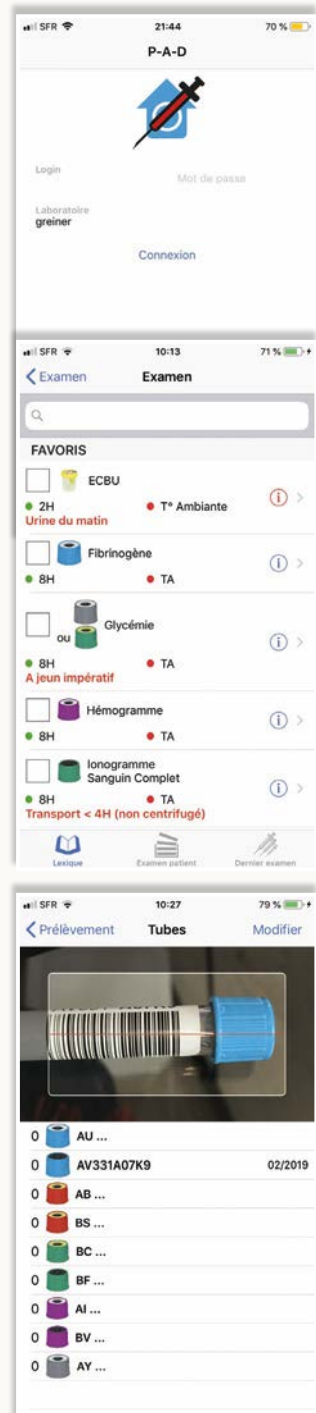 SFR 21:44 70 %
P-A-D
Login
Mot de passe
Laboratoire
greiner
Connexion
SFR 10:13 71 %
Examen Examen
FAVORIS
ECBU
2H T° Ambiante
Urine du matin
Fibrinogène
8H TA
ou Glycémie
8H TA
A jeun impératif
Hémogramme
8H TA
Ionogramme
Sanguin Complet
8H TA
Transport < 4H (non centrifugé)
Lexique Examen patient Dernier examen
SFR 10:27 79 %
Prélèvement Tubes Modifier
0 AU ...
0 AV331A07K9 02/2019
0 AB ...
0 BS ...
0 BC ...
0 BF ...
0 AI ...
0 BV ...
0 AY ...